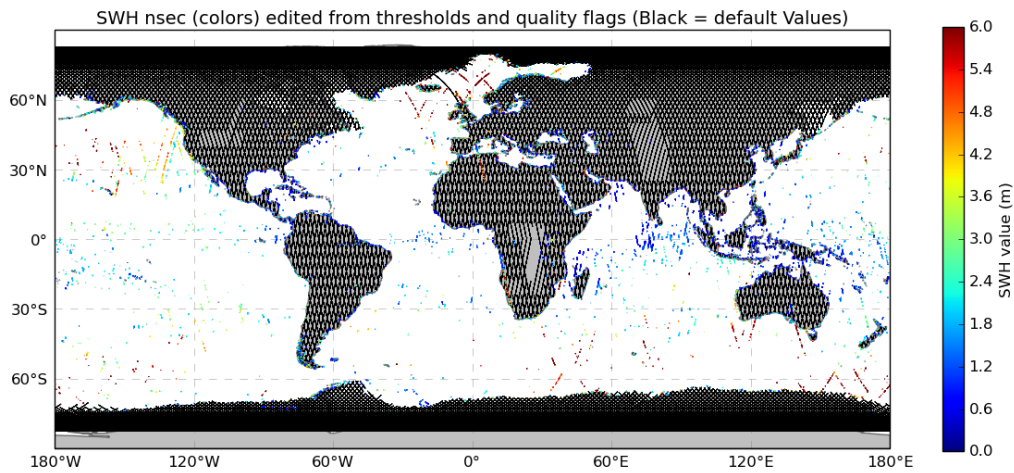 SWH nsec (colors) edited from thresholds and quality flags (Black = default Values)
60°N
30°N
0°
30°S
60°S
180°W
120°W
60°W
0°
60°E
120°E
180°E
6.0
5.4
4.8
4.2
3.6
3.0
2.4
1.8
1.2
0.6
0.0
SWH value (m)